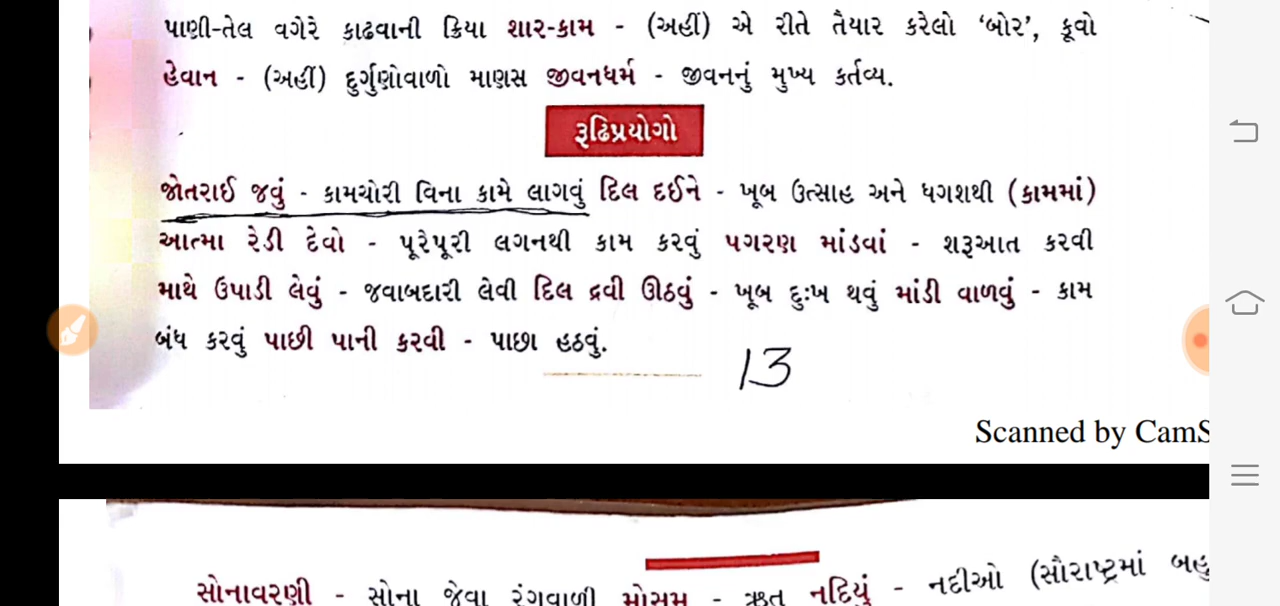 પાણી-તેલ વગેરે કાઢવાની ક્રિયા શાર-કામ - (અહીં) એ રીતે તૈયાર કરેલો ‘બોર’, કૂવો
હેવાન - (અહીં) દુર્ગુણોવાળો માણસ જીવનધર્મ - જીવનનું મુખ્ય કર્તવ્ય.
રૂઢિપ્રયોગો
જોતરાઈ જવું - કામચોરી વિના કામે લાગવું દિલ દઈને - ખૂબ ઉત્સાહ અને ધગશથી (કામમાં)
આત્મા રેડી દેવો - પૂરેપૂરી લગનથી કામ કરવું પગરણ માંડવાં - શરૂઆત કરવી
માથે ઉપાડી લેવું - જવાબદારી લેવી દિલ દ્રવી ઊઠવું - ખૂબ દુઃખ થવું માંડી વાળવું - કામ
બંધ કરવું પાછી પાની કરવી - પાછા હઠવું.
13
Scanned by CamS
સોનાવરણી - સોના જેવા રંગવાળી મોસમ - ઋતુ નદિયું - નદીઓ (સૌરાષ્ટ્રમાં બહુ